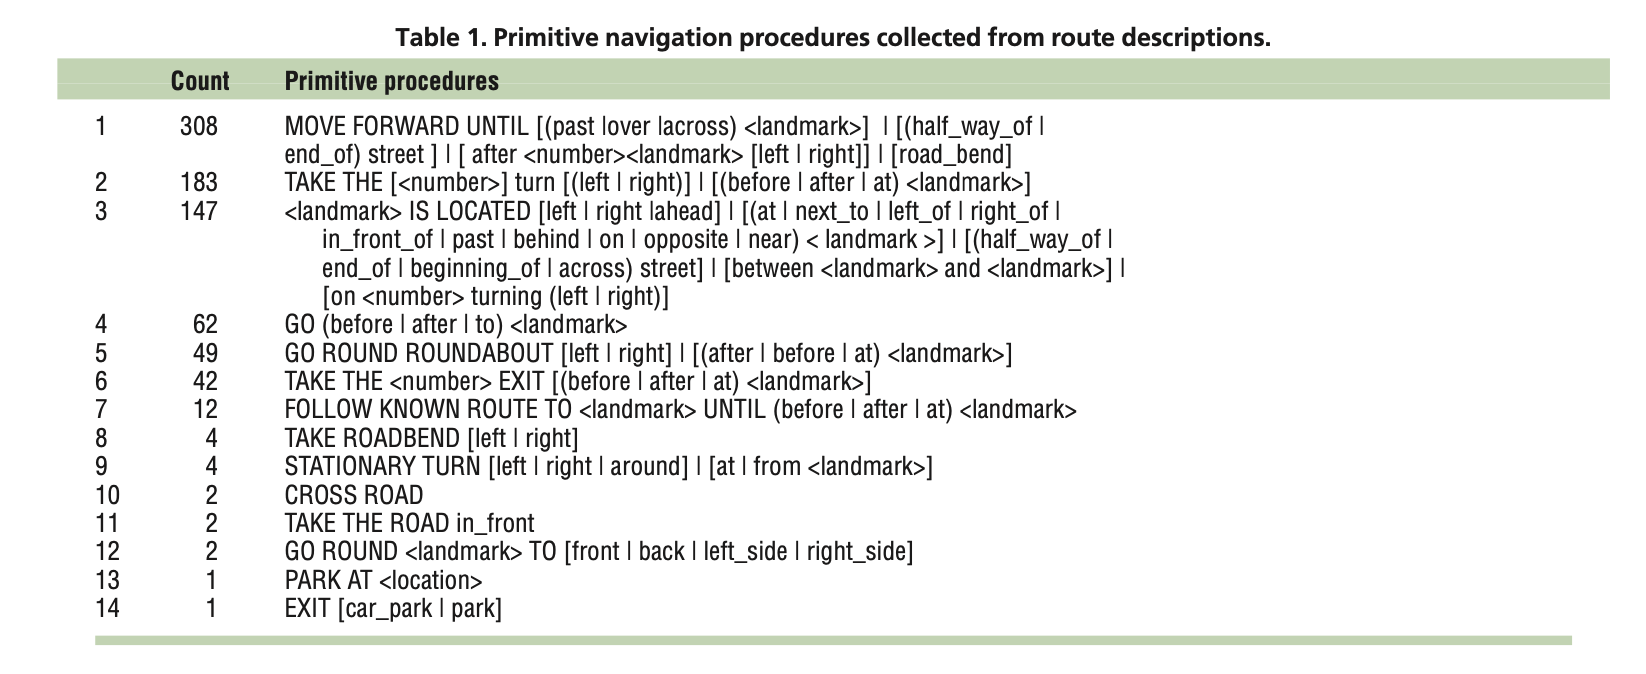 Table 1. Primitive navigation procedures collected from route descriptions.
Count Primitive procedures
1 308 MOVE FORWARD UNTIL [(past |over |across) <landmark>] | [(half_way_of |
end_of) street ] | [ after <number><landmark> [left | right]] | [road_bend]
2 183 TAKE THE [<number>] turn [(left | right)] | [(before | after | at) <landmark>]
3 147 <landmark> IS LOCATED [left | right |ahead] | [(at | next_to | left_of | right_of |
in_front_of | past | behind | on | opposite | near) < landmark >] | [(half_way_of |
end_of | beginning_of | across) street] | [between <landmark> and <landmark>] |
[on <number> turning (left | right)]
4 62 GO (before | after | to) <landmark>
5 49 GO ROUND ROUNDABOUT [left | right] | [(after | before | at) <landmark>]
6 42 TAKE THE <number> EXIT [(before | after | at) <landmark>]
7 12 FOLLOW KNOWN ROUTE TO <landmark> UNTIL (before | after | at) <landmark>
8 4 TAKE ROADBEND [left | right]
9 4 STATIONARY TURN [left | right | around] | [at | from <landmark>]
10 2 CROSS ROAD
11 2 TAKE THE ROAD in_front
12 2 GO ROUND <landmark> TO [front | back | left_side | right_side]
13 1 PARK AT <location>
14 1 EXIT [car_park | park]